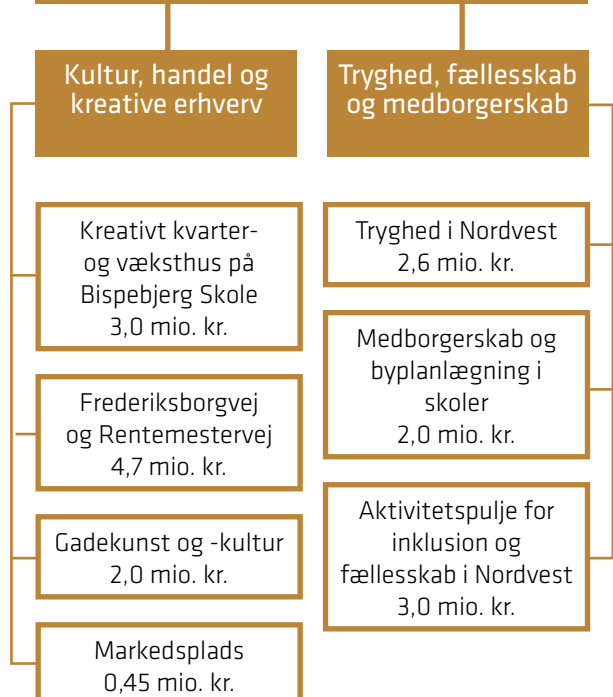 Kultur, handel og
kreative erhverv
Kreativt kvarter-
og væksthus på
Bispebjerg Skole
3,0 mio. kr.
Frederiksborgvej
og Rentemestervej
4,7 mio. kr.
Gadekunst og -kultur
2,0 mio. kr.
Markedsplads
0,45 mio. kr.
Tryghed, fællesskab
og medborgerskab
Tryghed i Nordvest
2,6 mio. kr.
Medborgerskab og
byplanlægning i
skoler
2,0 mio. kr.
Aktivitetspulje for
inklusion og
fællesskab i Nordvest
3,0 mio. kr.